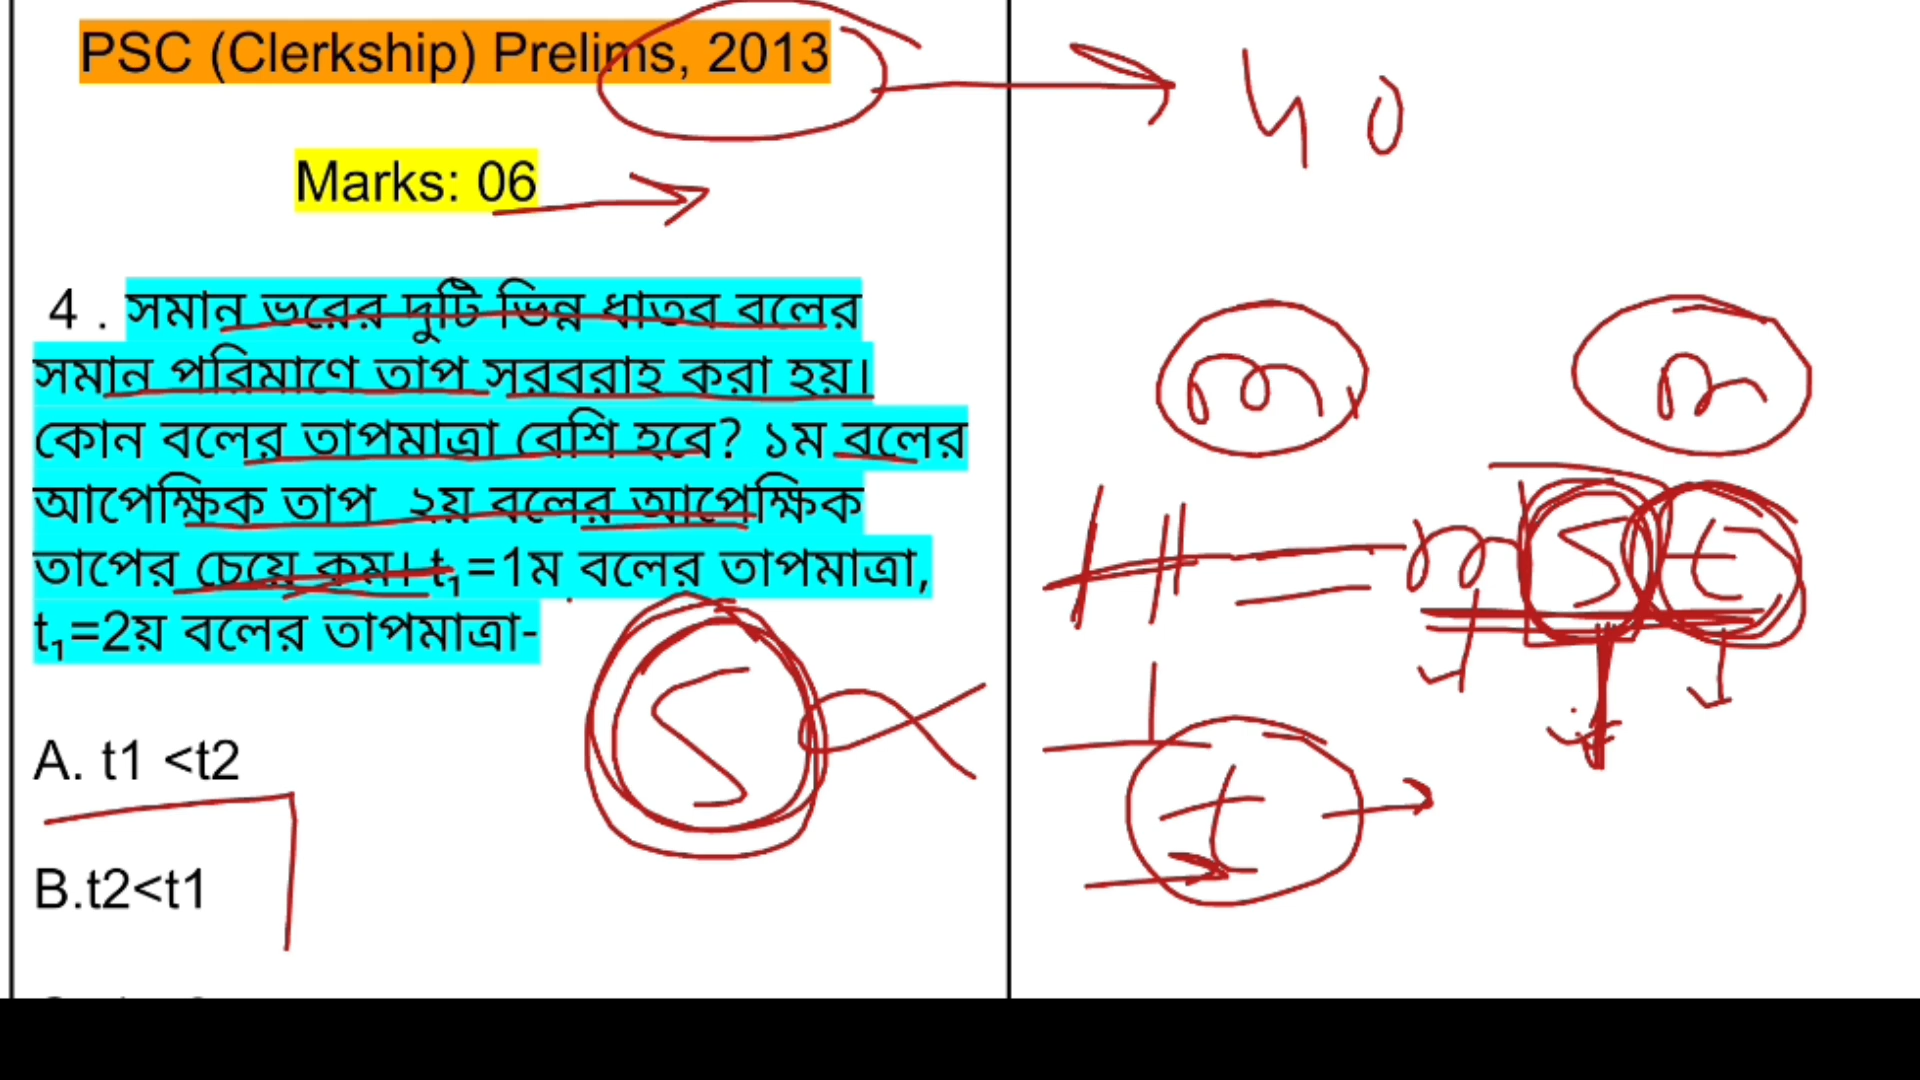 PSC (Clerkship) Prelims, 2013
Marks: 06
4 . সমান ভরের দুটি ভিন্ন ধাতব বলের
সমান পরিমাণে তাপ সরবরাহ করা হয়।
কোন বলের তাপমাত্রা বেশি হবে? ১ম বলের
আপেক্ষিক তাপ ২য় বলের আপেক্ষিক
তাপের চেয়ে কম। t₁=1ম বলের তাপমাত্রা,
t₁=2য় বলের তাপমাত্রা-
A. t1 <t2
B.t2<t1
40
m, m
H = m s t
s
t